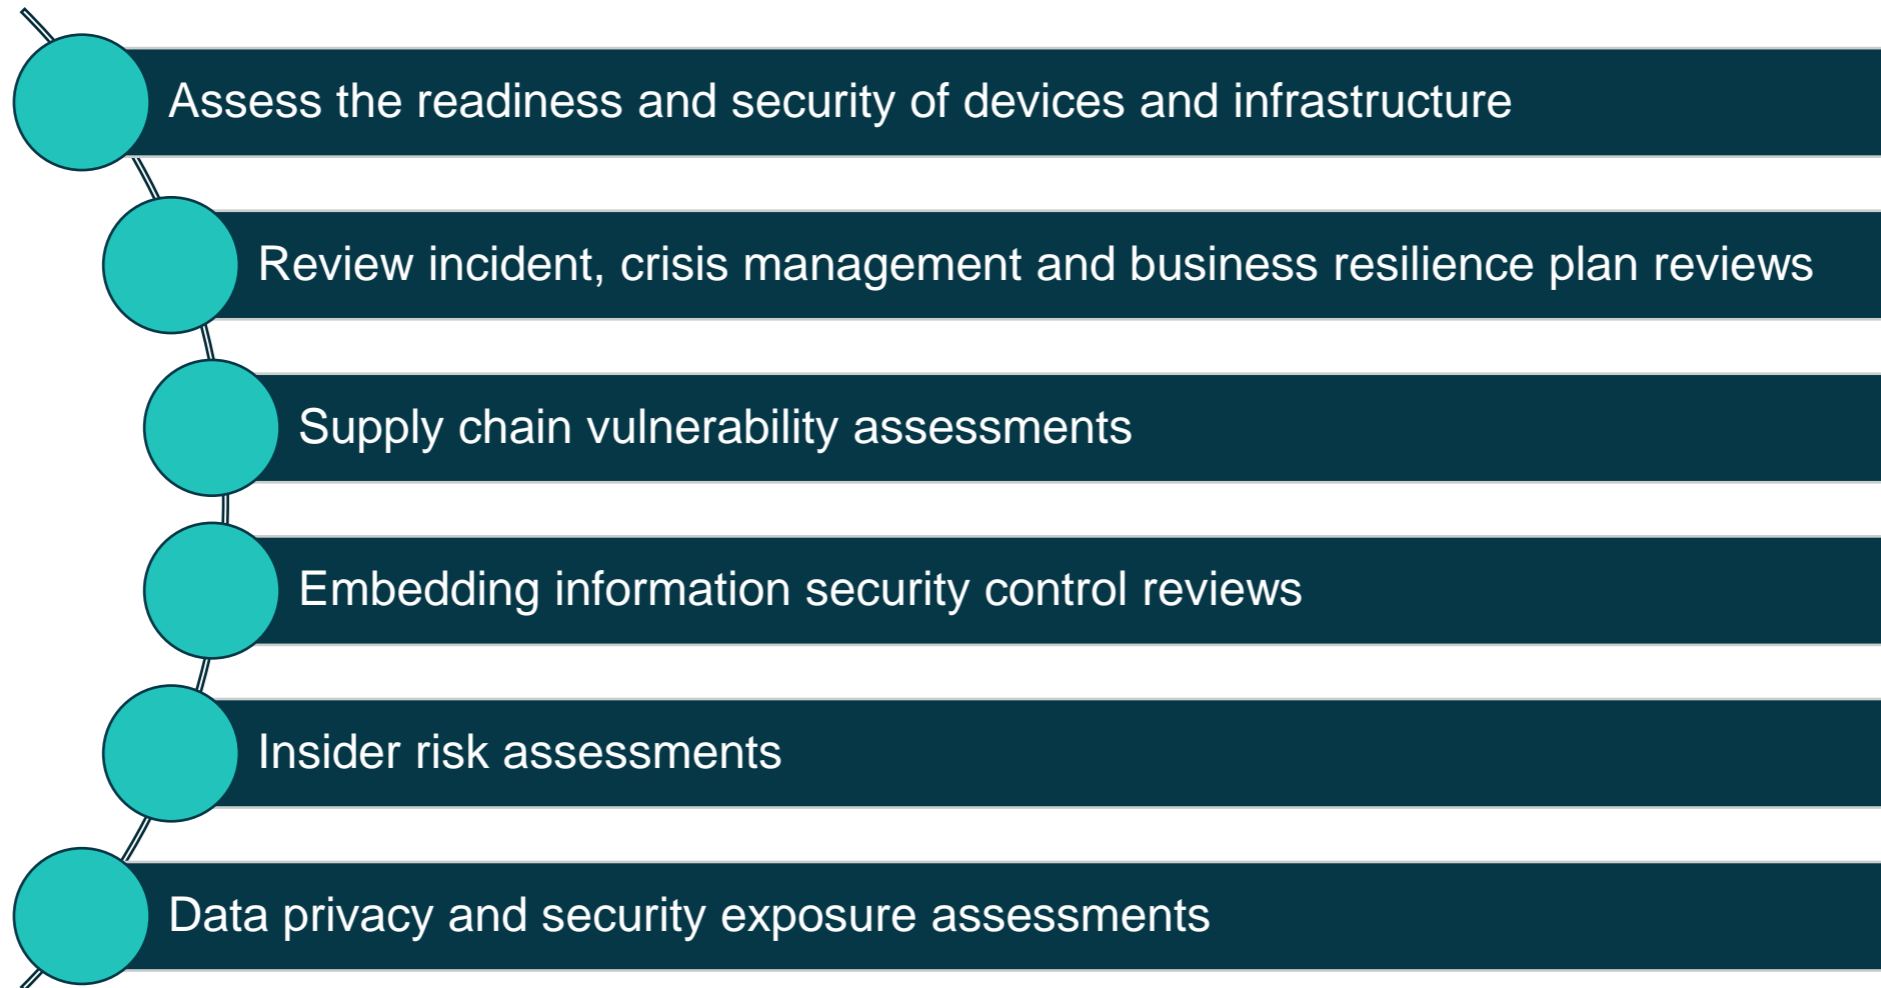 Assess the readiness and security of devices and infrastructure
Review incident, crisis management and business resilience plan reviews
Supply chain vulnerability assessments
Embedding information security control reviews
Insider risk assessments
Data privacy and security exposure assessments